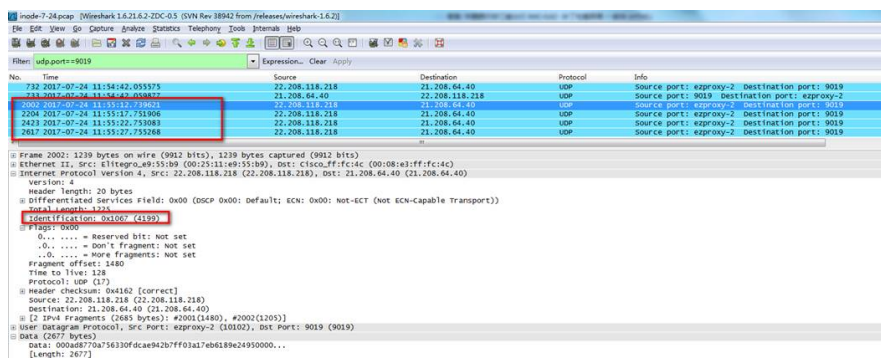 inode-7-24.pcap [Wireshark 1.6.21.6.2-ZDC-0.5 (SVN Rev 38942 from /releases/wireshark-1.6.2)]
File Edit View Go Capture Analyze Statistics Telephony Tools Internals Help
Filter: udp.port==9019 Expression... Clear Apply
No. Time Source Destination Protocol Info
732 2017-07-24 11:54:42.055575 22.208.118.218 21.208.64.40 UDP Source port: ezproxy-2 Destination port: 9019
733 2017-07-24 11:54:42.059877 21.208.64.40 22.208.118.218 UDP Source port: 9019 Destination port: ezproxy-2
2002 2017-07-24 11:55:12.739621 22.208.118.218 21.208.64.40 UDP Source port: ezproxy-2 Destination port: 9019
2204 2017-07-24 11:55:17.751906 22.208.118.218 21.208.64.40 UDP Source port: ezproxy-2 Destination port: 9019
2423 2017-07-24 11:55:22.753083 22.208.118.218 21.208.64.40 UDP Source port: ezproxy-2 Destination port: 9019
2617 2017-07-24 11:55:27.755268 22.208.118.218 21.208.64.40 UDP Source port: ezproxy-2 Destination port: 9019
Frame 2002: 1239 bytes on wire (9912 bits), 1239 bytes captured (9912 bits)
Ethernet II, Src: Elitegro_e9:55:b9 (00:25:11:e9:55:b9), Dst: Cisco_ff:fc:4c (00:08:e3:ff:fc:4c)
Internet Protocol Version 4, Src: 22.208.118.218 (22.208.118.218), Dst: 21.208.64.40 (21.208.64.40)
Version: 4
Header length: 20 bytes
Differentiated Services Field: 0x00 (DSCP 0x00: Default; ECN: 0x00: Not-ECT (Not ECN-Capable Transport))
Total Length: 1225
Identification: 0x1067 (4199)
Flags: 0x00
0... .... = Reserved bit: Not set
.0.. .... = Don't fragment: Not set
..0. .... = More fragments: Not set
Fragment offset: 1480
Time to live: 128
Protocol: UDP (17)
Header checksum: 0x4162 [correct]
Source: 22.208.118.218 (22.208.118.218)
Destination: 21.208.64.40 (21.208.64.40)
[2 IPv4 Fragments (2685 bytes): #2001(1480), #2002(1205)]
User Datagram Protocol, Src Port: ezproxy-2 (10102), Dst Port: 9019 (9019)
Data (2677 bytes)
Data: 000ad8770a756330fdcae942b7ff03a17eb6189e24950000...
[Length: 2677]